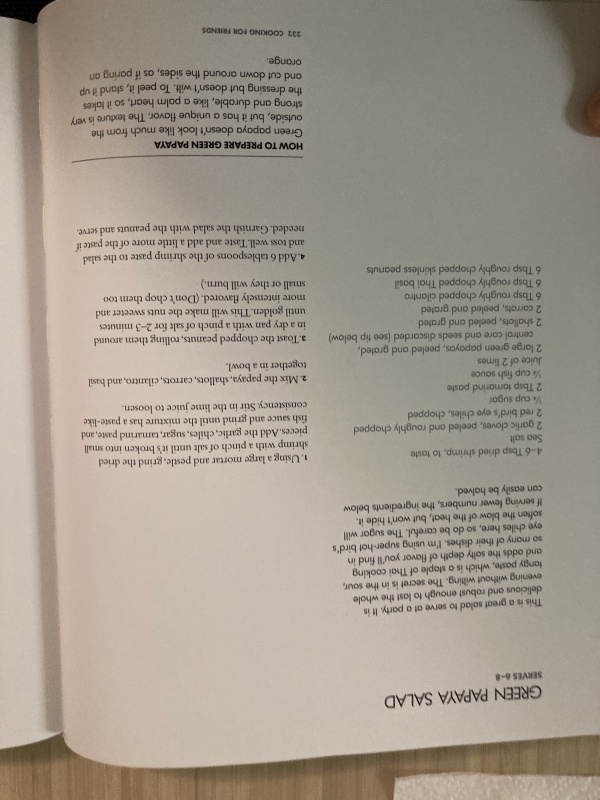 GREEN PAPAYA SALAD
SERVES 6–8
This is a great salad to serve at a party. It is
delicious and robust enough to last the whole
evening without wilting. The secret is in the sour,
tangy paste, which is a staple of Thai cooking
and adds the salty depth of flavor you'll find in
so many of their dishes. I'm using super-hot bird's
eye chiles here, so do be careful. The sugar will
soften the blow of the heat, but won't hide it.
If serving fewer numbers, the ingredients below
can easily be halved.
4–6 Tbsp dried shrimp, to taste
Sea salt
2 garlic cloves, peeled and roughly chopped
2 red bird's eye chiles, chopped
¼ cup sugar
2 Tbsp tamarind paste
¼ cup fish sauce
Juice of 2 limes
2 large green papayas, peeled and grated,
central core and seeds discarded (see tip below)
2 shallots, peeled and grated
2 carrots, peeled and grated
6 Tbsp roughly chopped cilantro
6 Tbsp roughly chopped Thai basil
6 Tbsp roughly chopped skinless peanuts
1. Using a large mortar and pestle, grind the dried
shrimp with a pinch of salt until it's broken into small
pieces. Add the garlic, chiles, sugar, tamarind paste, and
fish sauce and grind until the mixture has a paste-like
consistency. Stir in the lime juice to loosen.
2. Mix the papaya, shallots, carrots, cilantro, and basil
together in a bowl.
3. Toast the chopped peanuts, rolling them around
in a dry pan with a pinch of salt for 2–3 minutes
until golden. This will make the nuts sweeter and
more intensely flavored. (Don't chop them too
small or they will burn.)
4. Add 6 tablespoons of the shrimp paste to the salad
and toss well. Taste and add a little more of the paste if
needed. Garnish the salad with the peanuts and serve.
HOW TO PREPARE GREEN PAPAYA
Green papaya doesn't look like much from the
outside, but it has a unique flavor. The texture is very
strong and durable, like a palm heart, so it takes
the dressing but doesn't wilt. To peel it, stand it up
and cut down around the sides, as if paring an
orange.
332 COOKING FOR FRIENDS